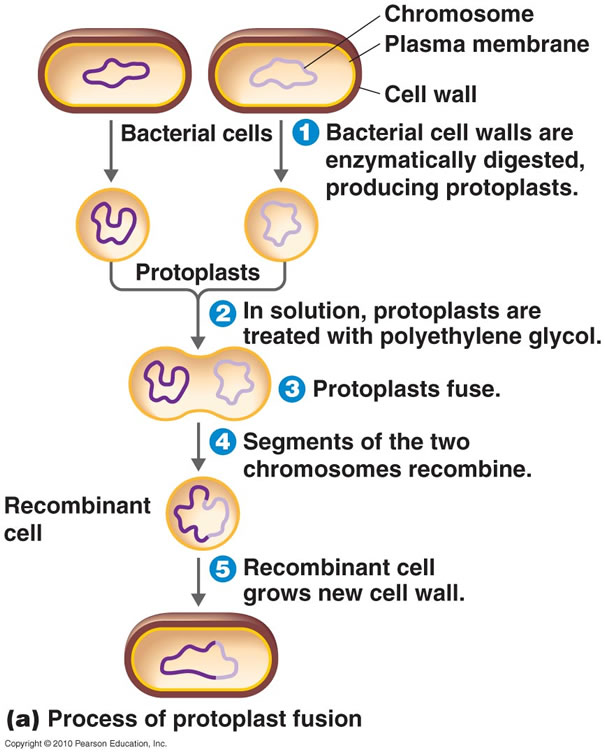 Chromosome
Plasma membrane
Cell wall
Bacterial cells
1 Bacterial cell walls are
enzymatically digested,
producing protoplasts.
Protoplasts
2 In solution, protoplasts are
treated with polyethylene glycol.
3 Protoplasts fuse.
4 Segments of the two
chromosomes recombine.
Recombinant
cell
5 Recombinant cell
grows new cell wall.
(a) Process of protoplast fusion
Copyright © 2010 Pearson Education, Inc.